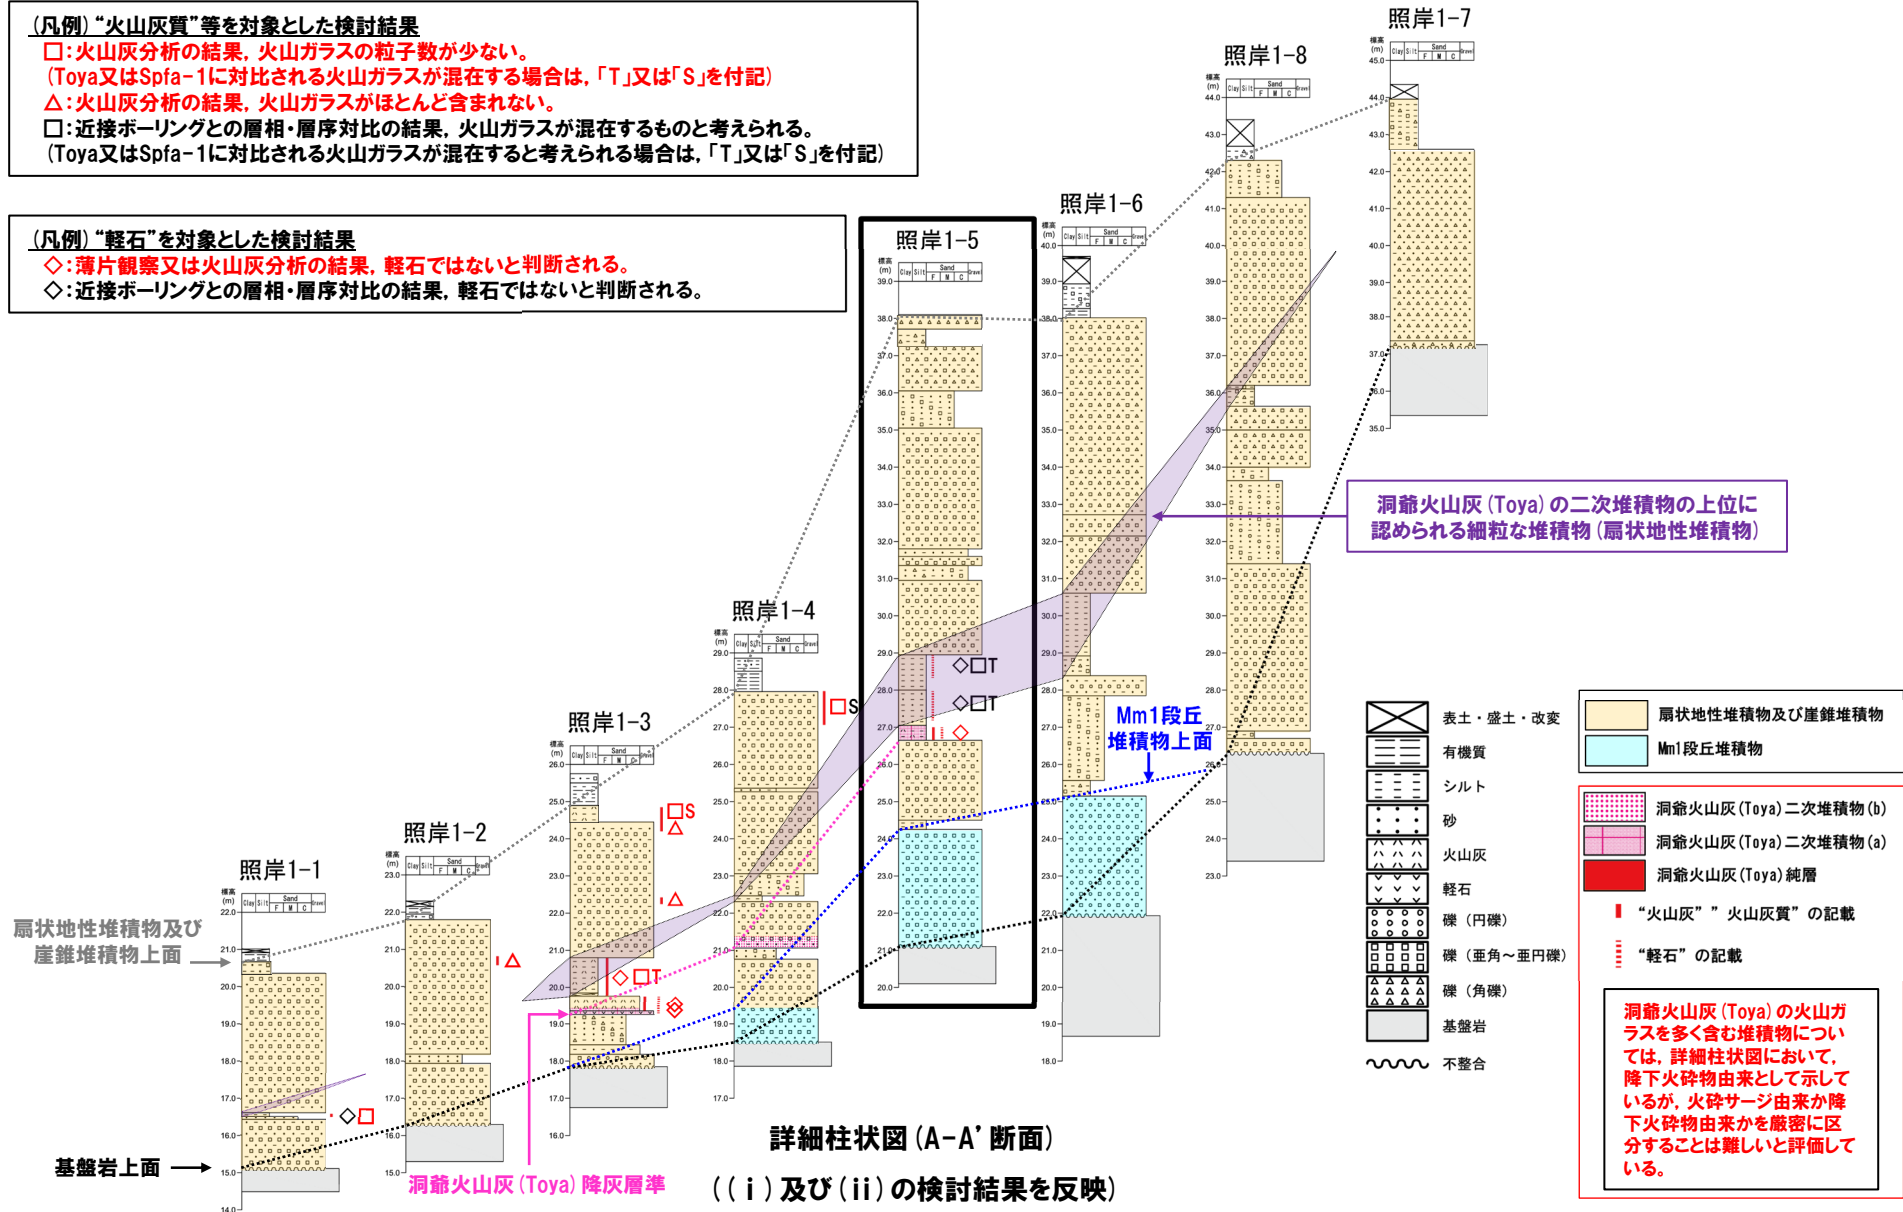 (凡例)“火山灰質”等を対象とした検討結果
□:火山灰分析の結果, 火山ガラスの粒子数が少ない。
(Toya又はSpfa-1に対比される火山ガラスが混在する場合は,「T」又は「S」を付記)
△:火山灰分析の結果, 火山ガラスがほとんど含まれない。
□:近接ボーリングとの層相・層序対比の結果, 火山ガラスが混在するものと考えられる。
(Toya又はSpfa-1に対比される火山ガラスが混在すると考えられる場合は,「T」又は「S」を付記)
(凡例)“軽石”を対象とした検討結果
◇:薄片観察又は火山灰分析の結果, 軽石ではないと判断される。
◇:近接ボーリングとの層相・層序対比の結果, 軽石ではないと判断される。
照岸1-1
照岸1-2
照岸1-3
照岸1-4
照岸1-5
照岸1-6
照岸1-8
照岸1-7
標高
(m)
Clay Silt Sand Gravel
F M C
□S
△
△
◇□T
□S
◇□T
◇□T
◇
△
◇□
洞爺火山灰(Toya)の二次堆積物の上位に
認められる細粒な堆積物(扇状地性堆積物)
Mm1段丘
堆積物上面
扇状地性堆積物及び
崖錐堆積物上面
基盤岩上面
洞爺火山灰(Toya)降灰層準
詳細柱状図(A-A’断面)
((ⅰ)及び(ⅱ)の検討結果を反映)
表土・盛土・改変
有機質
シルト
砂
火山灰
軽石
礫(円礫)
礫(亜角～亜円礫)
礫(角礫)
基盤岩
不整合
扇状地性堆積物及び崖錐堆積物
Mm1段丘堆積物
洞爺火山灰(Toya)二次堆積物(b)
洞爺火山灰(Toya)二次堆積物(a)
洞爺火山灰(Toya)純層
“火山灰” ”火山灰質”の記載
“軽石”の記載
洞爺火山灰(Toya)の火山ガ
ラスを多く含む堆積物につい
ては, 詳細柱状図において,
降下火砕物由来として示して
いるが, 火砕サージ由来か降
下火砕物由来かを厳密に区
分することは難しいと評価して
いる。